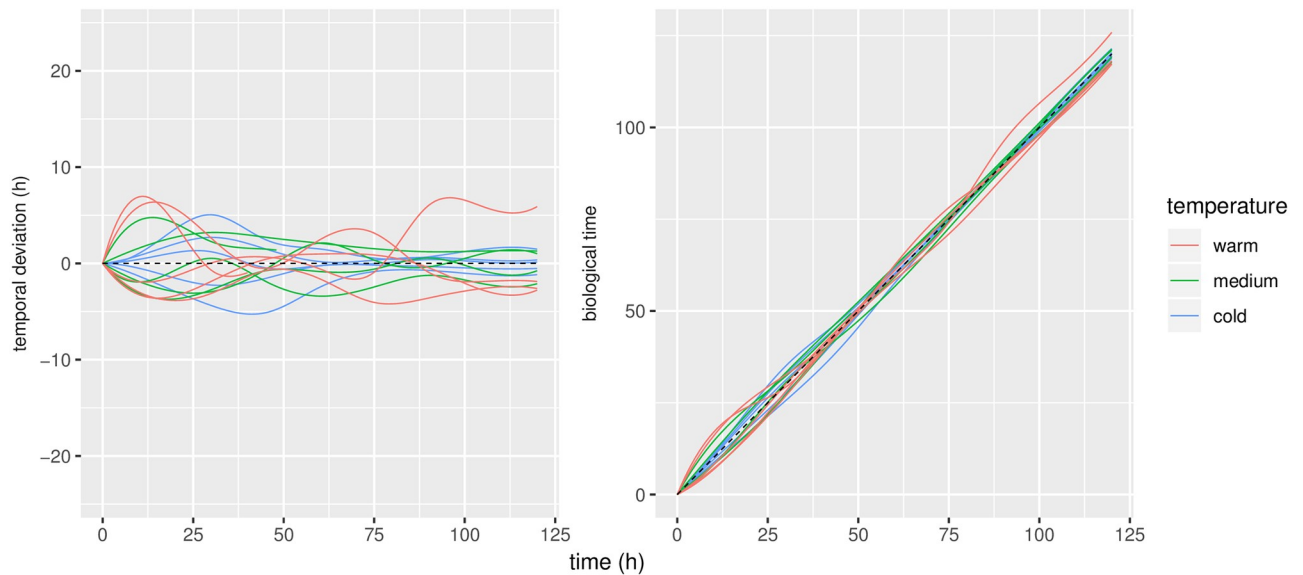 temporal deviation (h)
20
10
0
−10
−20
0
25
50
75
100
125
biological time
100
50
0
0
25
50
75
100
125
time (h)
temperature
warm
medium
cold